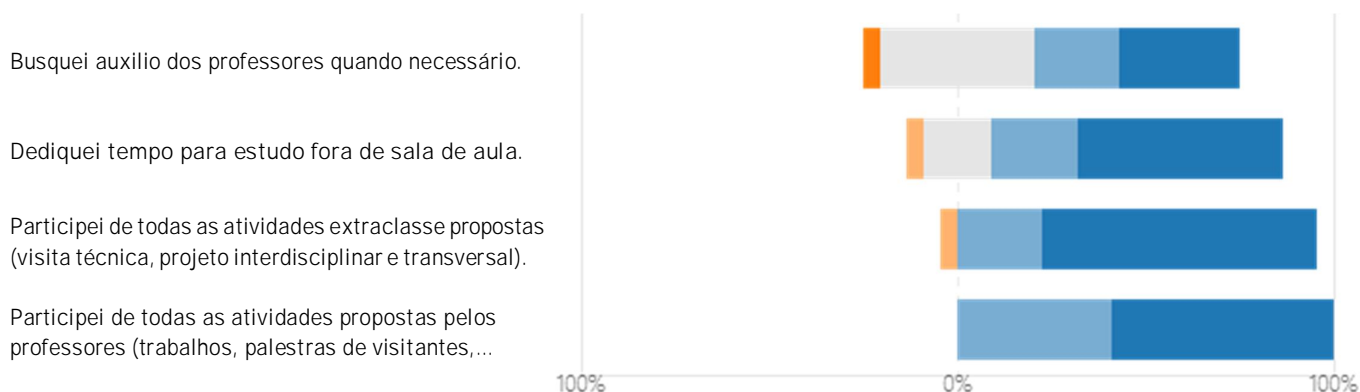 Busquei auxilio dos professores quando necessário.
Dediquei tempo para estudo fora de sala de aula.
Participei de todas as atividades extraclasse propostas
(visita técnica, projeto interdisciplinar e transversal).
Participei de todas as atividades propostas pelos
professores (trabalhos, palestras de visitantes,...
100% 0% 100%